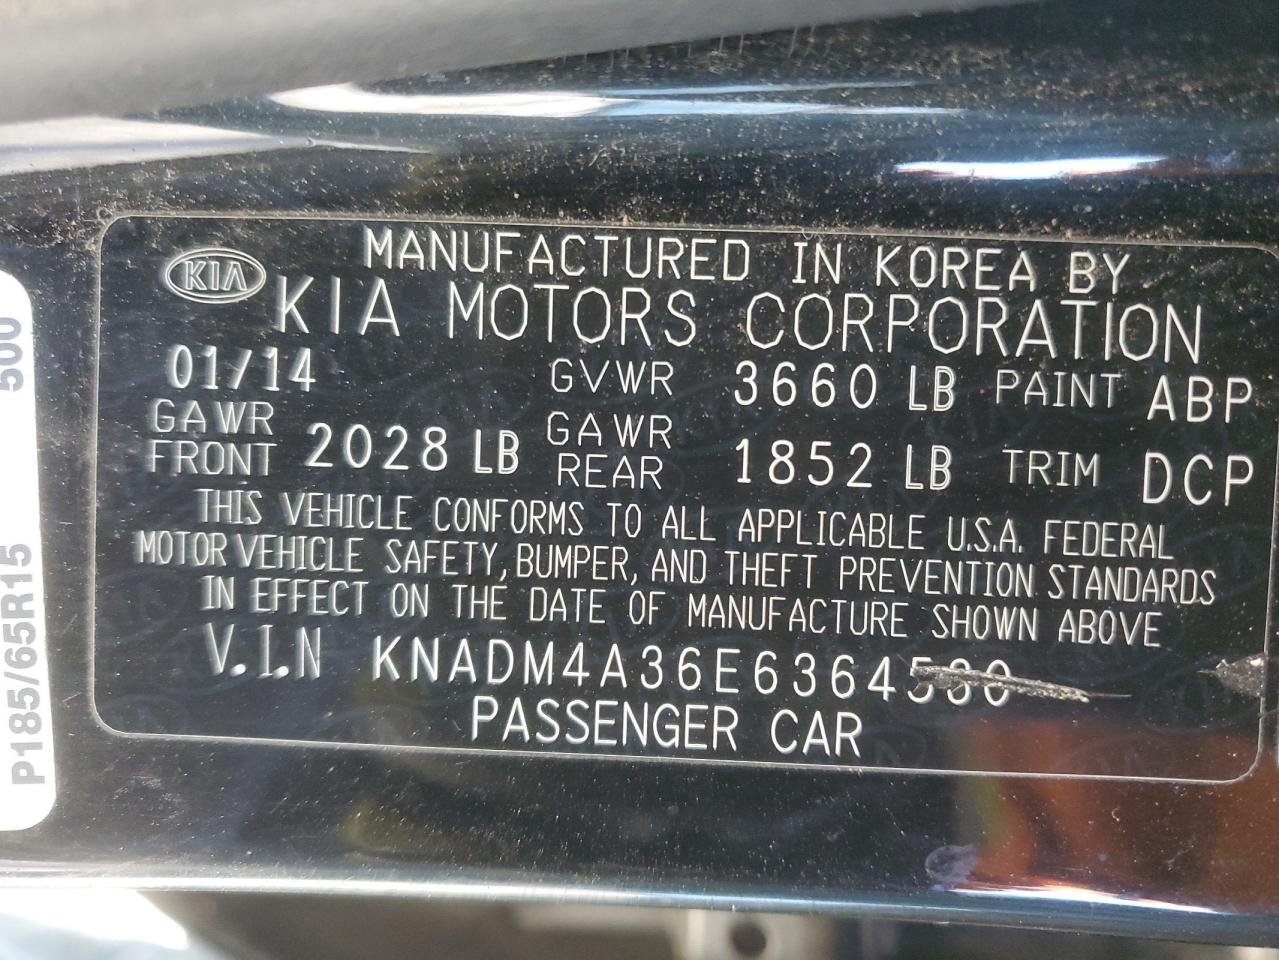 MANUFACTURED IN KOREA BY
KIA KIA MOTORS CORPORATION
01/14 GVWR 3660 LB PAINT ABP
GAWR FRONT 2028 LB GAWR REAR 1852 LB TRIM DCP
THIS VEHICLE CONFORMS TO ALL APPLICABLE U.S.A. FEDERAL
MOTOR VEHICLE SAFETY, BUMPER, AND THEFT PREVENTION STANDARDS
IN EFFECT ON THE DATE OF MANUFACTURE SHOWN ABOVE
V.I.N
PASSENGER CAR
P185/65R15 500